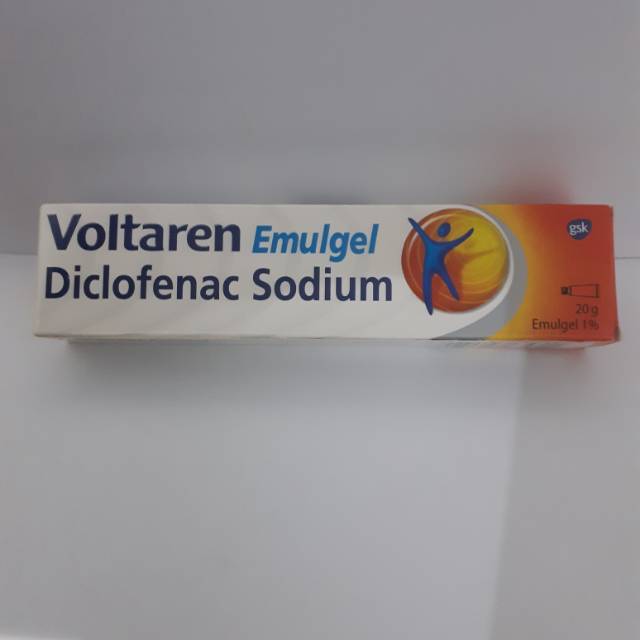 Voltaren Emulgel
Diclofenac Sodium
gsk
20 g
Emulgel 1%